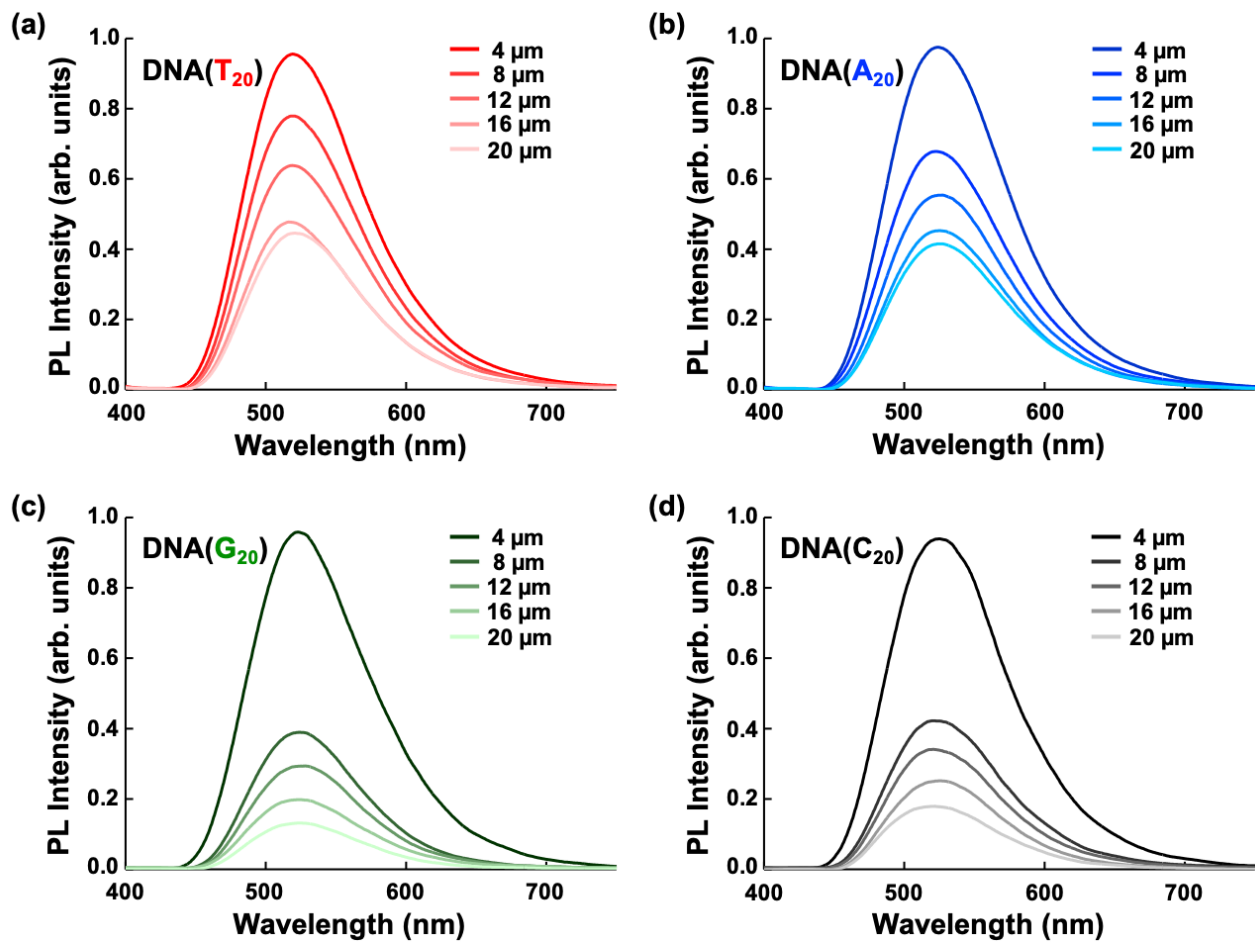 (a)
DNA(T20)
4 µm
8 µm
12 µm
16 µm
20 µm
PL Intensity (arb. units)
1.0
0.8
0.6
0.4
0.2
0.0
400 500 600 700
Wavelength (nm)
(b)
DNA(A20)
4 µm
8 µm
12 µm
16 µm
20 µm
PL Intensity (arb. units)
1.0
0.8
0.6
0.4
0.2
0.0
400 500 600 700
Wavelength (nm)
(c)
DNA(G20)
4 µm
8 µm
12 µm
16 µm
20 µm
PL Intensity (arb. units)
1.0
0.8
0.6
0.4
0.2
0.0
400 500 600 700
Wavelength (nm)
(d)
DNA(C20)
4 µm
8 µm
12 µm
16 µm
20 µm
PL Intensity (arb. units)
1.0
0.8
0.6
0.4
0.2
0.0
400 500 600 700
Wavelength (nm)